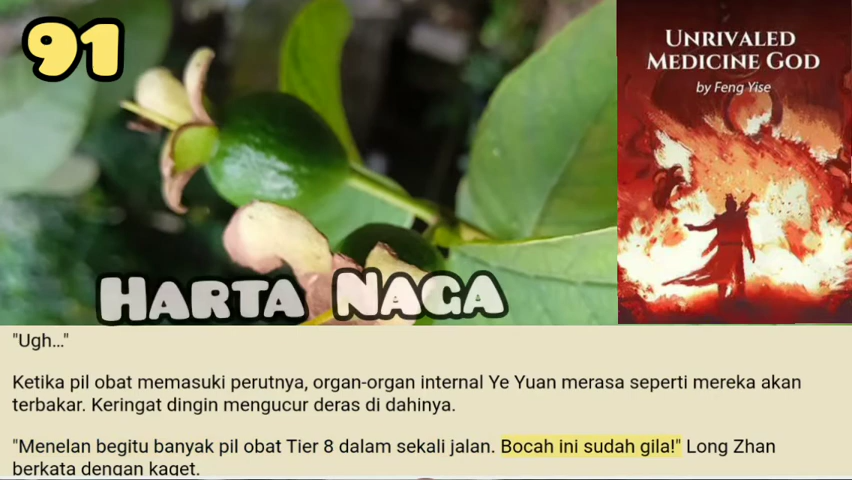 91
UNRIVALED
MEDICINE GOD
by Feng Yise
HARTA NAGA
"Ugh..."
Ketika pil obat memasuki perutnya, organ-organ internal Ye Yuan merasa seperti mereka akan
terbakar. Keringat dingin mengucur deras di dahinya.
"Menelan begitu banyak pil obat Tier 8 dalam sekali jalan. Bocah ini sudah gila!" Long Zhan
berkata dengan kaget.